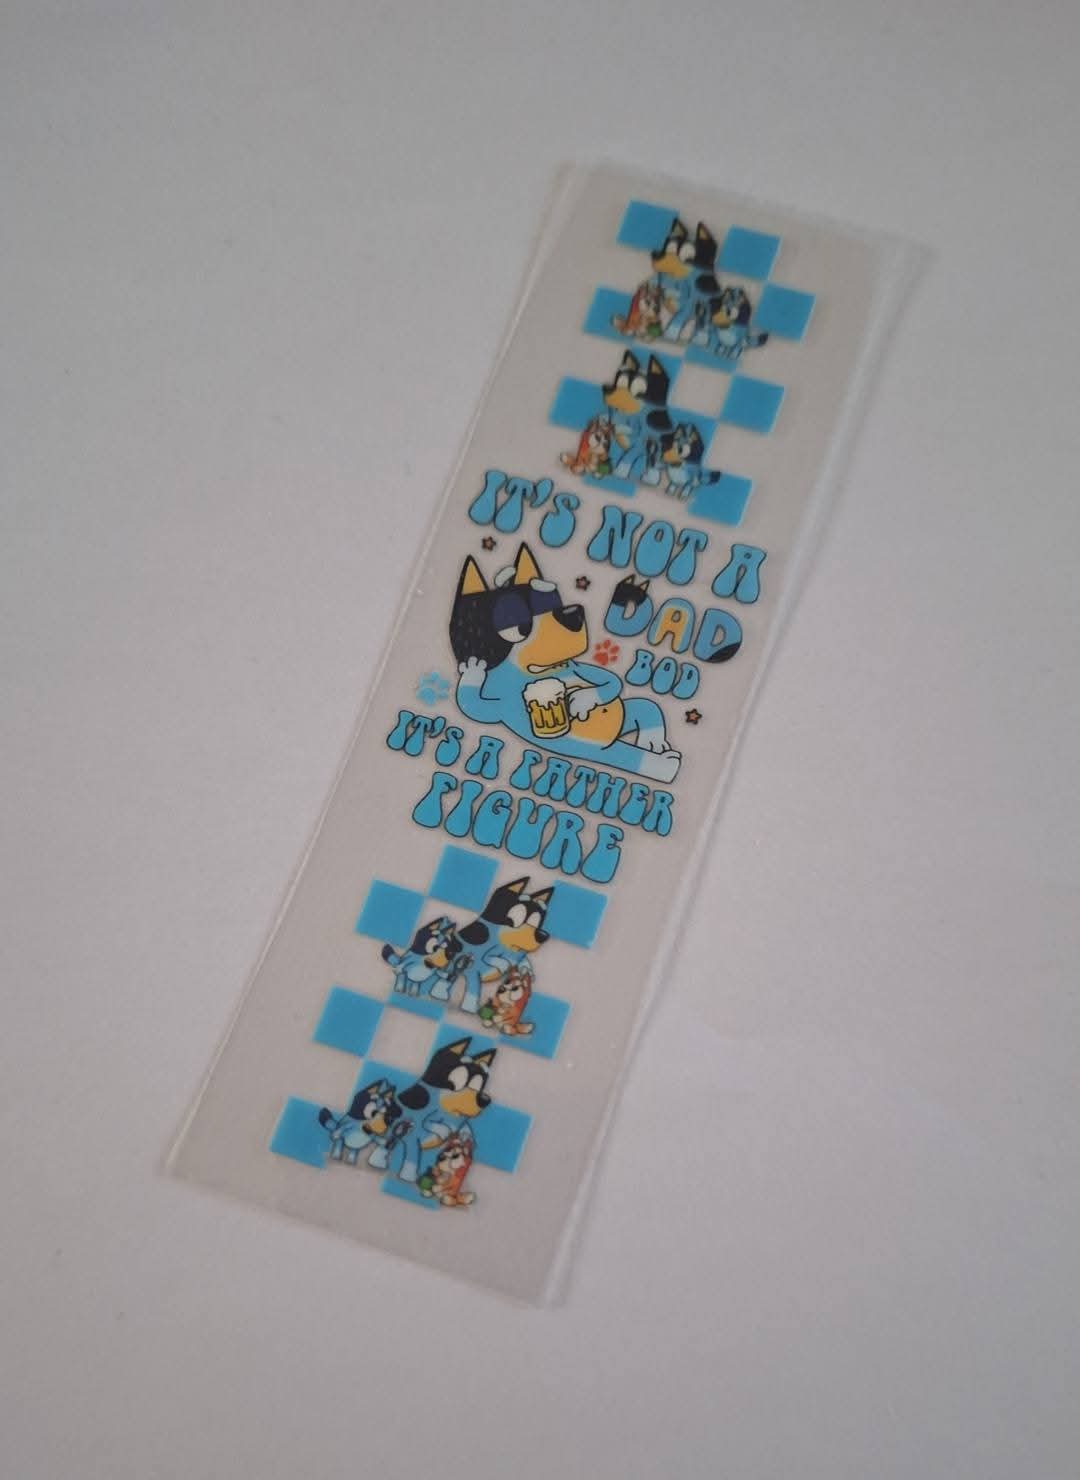 IT'S NOT A
DAD
BOD
IT'S A FATHER
FIGURE